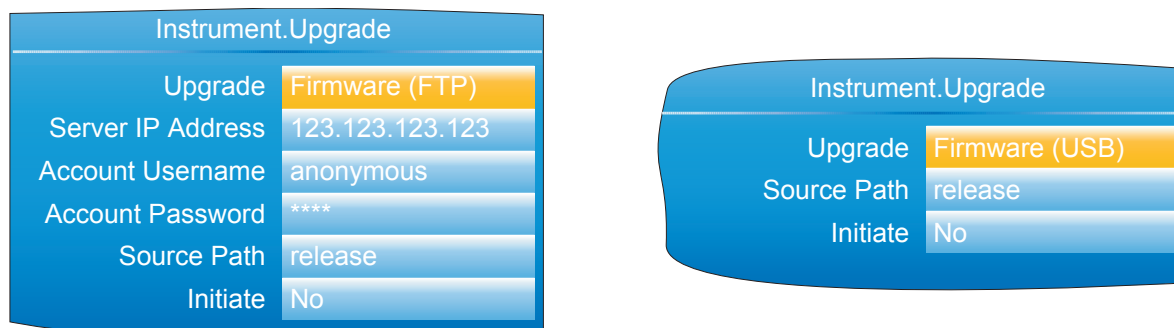 Instrument.Upgrade
Upgrade Firmware (FTP)
Server IP Address 123.123.123.123
Account Username anonymous
Account Password ****
Source Path release
Initiate No
Instrument.Upgrade
Upgrade Firmware (USB)
Source Path release
Initiate No